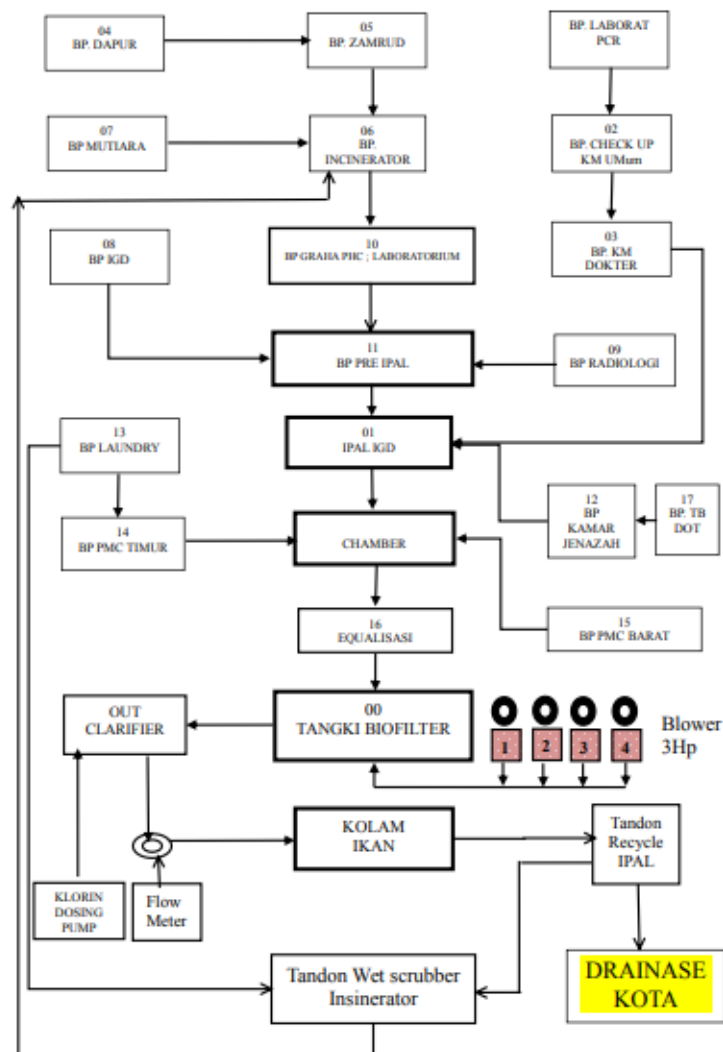 04
BP. DAPUR
05
BP. ZAMRUD
BP. LABORAT
PCR
07
BP MUTIARA
06
BP.
INCINERATOR
02
BP. CHECK UP
KM UMum
08
BP IGD
10
BP GRAHA PHC ; LABORATORIUM
03
BP. KM
DOKTER
11
BP PRE IPAL
09
BP RADIOLOGI
13
BP LAUNDRY
01
IPAL IGD
14
BP PMC TIMUR
CHAMBER
12
BP
KAMAR
JENAZAH
17
BP. TB
DOT
16
EQUALISASI
15
BP PMC BARAT
OUT
CLARIFIER
00
TANGKI BIOFILTER
1
2
3
4
Blower
3Hp
KOLAM
IKAN
Tandon
Recycle
IPAL
KLORIN
DOSING
PUMP
Flow
Meter
Tandon Wet scrubber
Insinerator
DRAINASE
KOTA